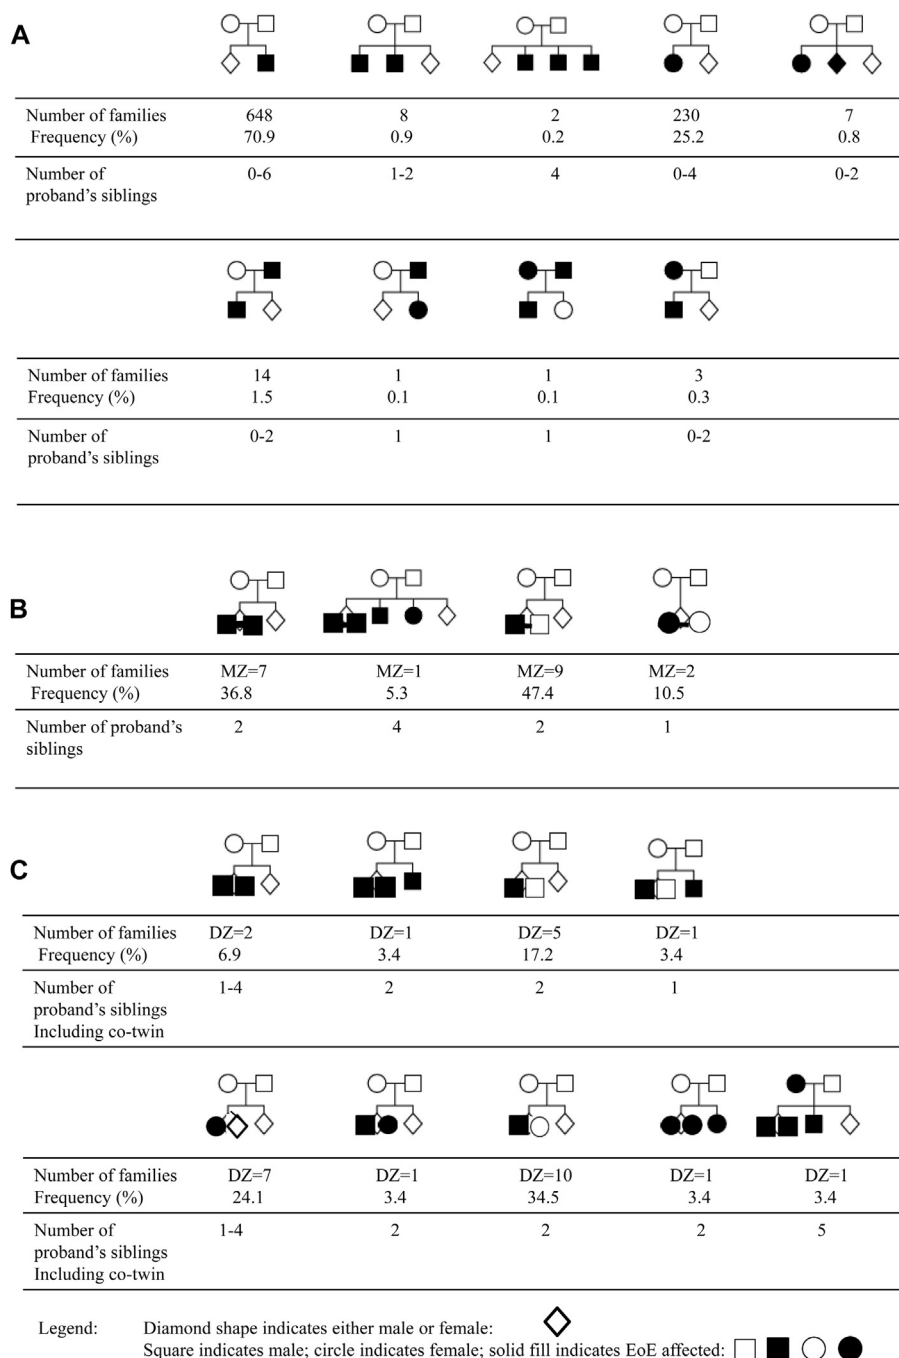 A
Number of families 648 8 2 230 7
Frequency (%) 70.9 0.9 0.2 25.2 0.8
Number of 0-6 1-2 4 0-4 0-2
proband's siblings
Number of families 14 1 1 3
Frequency (%) 1.5 0.1 0.1 0.3
Number of 0-2 1 1 0-2
proband's siblings
B
Number of families MZ=7 MZ=1 MZ=9 MZ=2
Frequency (%) 36.8 5.3 47.4 10.5
Number of proband's 2 4 2 1
siblings
C
Number of families DZ=2 DZ=1 DZ=5 DZ=1
Frequency (%) 6.9 3.4 17.2 3.4
Number of 1-4 2 2 1
proband's siblings
Including co-twin
Number of families DZ=7 DZ=1 DZ=10 DZ=1 DZ=1
Frequency (%) 24.1 3.4 34.5 3.4 3.4
Number of 1-4 2 2 2 5
proband's siblings
Including co-twin
Legend: Diamond shape indicates either male or female:
Square indicates male; circle indicates female; solid fill indicates EoE affected: